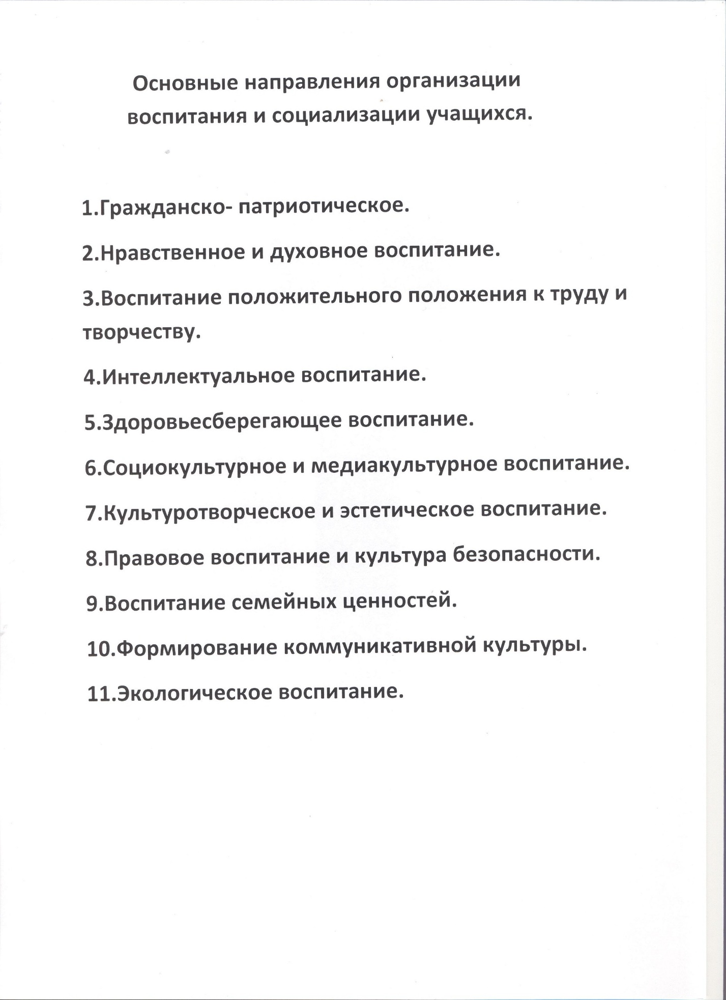 Основные направления организации
воспитания и социализации учащихся.
1.Гражданско- патриотическое.
2.Нравственное и духовное воспитание.
3.Воспитание положительного положения к труду и
творчеству.
4.Интеллектуальное воспитание.
5.Здоровьесберегающее воспитание.
6.Социокультурное и медиакультурное воспитание.
7.Культуротворческое и эстетическое воспитание.
8.Правовое воспитание и культура безопасности.
9.Воспитание семейных ценностей.
10.Формирование коммуникативной культуры.
11.Экологическое воспитание.